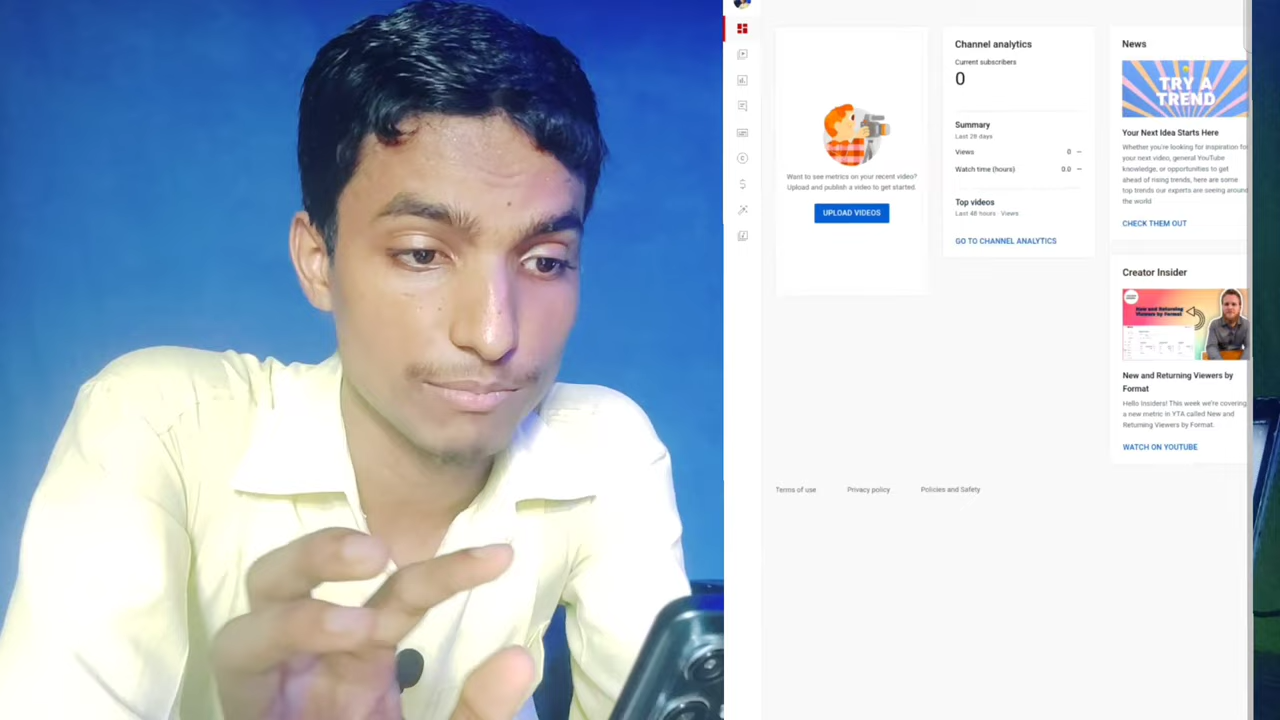 Want to see metrics on your recent video?
Upload and publish a video to get started.
UPLOAD VIDEOS
Channel analytics
Current subscribers
0
Summary
Last 28 days
Views 0 —
Watch time (hours) 0.0 —
Top videos
Last 48 hours · Views
GO TO CHANNEL ANALYTICS
News
TRY A
TREND
Your Next Idea Starts Here
Whether you're looking for inspiration for
your next video, general YouTube
knowledge, or opportunities to get
ahead of rising trends, here are some
top trends our experts are seeing around
the world
CHECK THEM OUT
Creator Insider
New and Returning
Viewers by Format
New and Returning Viewers by
Format
Hello Insiders! This week we're covering
a new metric in YTA called New and
Returning Viewers by Format.
WATCH ON YOUTUBE
Terms of use Privacy policy Policies and Safety